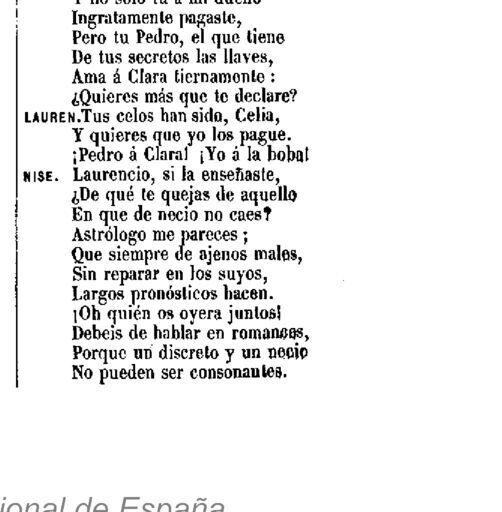 Y no solo tú á mi dueño
Ingratamente pagaste,
Pero tu Pedro, el que tiene
De tus secretos las llaves,
Ama á Clara tiernamente :
¿Quieres más que te declare?
LAUREN. Tus celos han sido, Celia,
Y quieres que yo los pague.
¡Pedro á Clara! ¡Yo á la boba!
NISE. Laurencio, si la enseñaste,
¿De qué te quejas de aquello
En que de necio no caes?
Astrólogo me pareces ;
Que siempre de ajenos males,
Sin reparar en los suyos,
Largos pronósticos hacen.
¡Oh quién os oyera juntos!
Debeis de hablar en romances,
Porque un discreto y un necio
No pueden ser consonantes.
ional de España